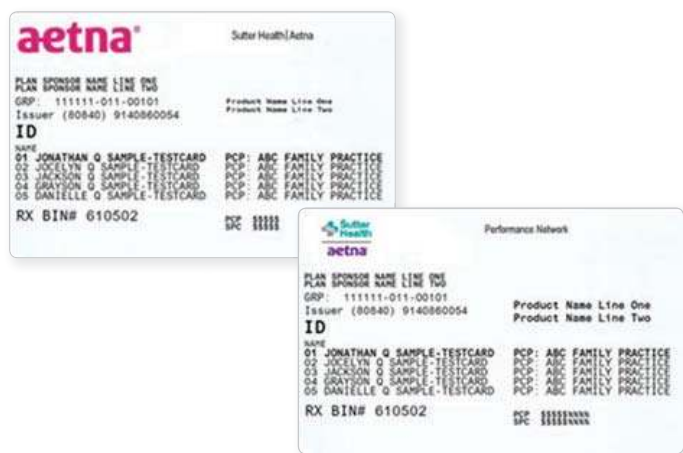 aetna®
Sutter Health | Aetna
PLAN SPONSOR NAME LINE ONE
PLAN SPONSOR NAME LINE TWO
GRP: 111111-011-00101
Product Name Line One
Issuer (80840) 9140860054
Product Name Line Two
ID
NAME
01 JONATHAN Q SAMPLE-TESTCARD PCP: ABC FAMILY PRACTICE
02 JOCELYN Q SAMPLE-TESTCARD PCP: ABC FAMILY PRACTICE
03 JACKSON Q SAMPLE-TESTCARD PCP: ABC FAMILY PRACTICE
04 GRAYSON Q SAMPLE-TESTCARD PCP: ABC FAMILY PRACTICE
05 DANIELLE Q SAMPLE-TESTCARD PCP: ABC FAMILY PRACTICE
RX BIN# 610502
PCP $$$$$
SPC $$$$$
Sutter
Health
aetna
Performance Network
PLAN SPONSOR NAME LINE ONE
PLAN SPONSOR NAME LINE TWO
GRP: 111111-011-00101
Product Name Line One
Issuer (80840) 9140860054
Product Name Line Two
ID
NAME
01 JONATHAN Q SAMPLE-TESTCARD PCP: ABC FAMILY PRACTICE
02 JOCELYN Q SAMPLE-TESTCARD PCP: ABC FAMILY PRACTICE
03 JACKSON Q SAMPLE-TESTCARD PCP: ABC FAMILY PRACTICE
04 GRAYSON Q SAMPLE-TESTCARD PCP: ABC FAMILY PRACTICE
05 DANIELLE Q SAMPLE-TESTCARD PCP: ABC FAMILY PRACTICE
RX BIN# 610502
PCP $$$$$%%%%
SPC $$$$$%%%%